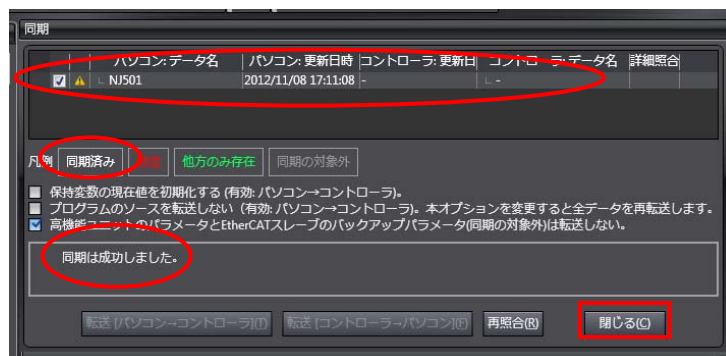 同期
パソコン:データ名 パソコン:更新日時 コントローラ:更新日 コントローラ:データ名 詳細照合
NJ501 2012/11/08 17:11:08 - -
凡例 同期済み 他方のみ存在 同期の対象外
保持変数の現在値を初期化する (有効: パソコン→コントローラ)。
プログラムのソースを転送しない (有効: パソコン→コントローラ)。本オプションを変更すると全データを再転送します。
高機能ユニットのパラメータとEtherCATスレーブのバックアップパラメータ(同期の対象外)は転送しない。
同期は成功しました。
転送 [パソコン→コントローラ](T) 転送 [コントローラ→パソコン](F) 再照合(R) 閉じる(C)